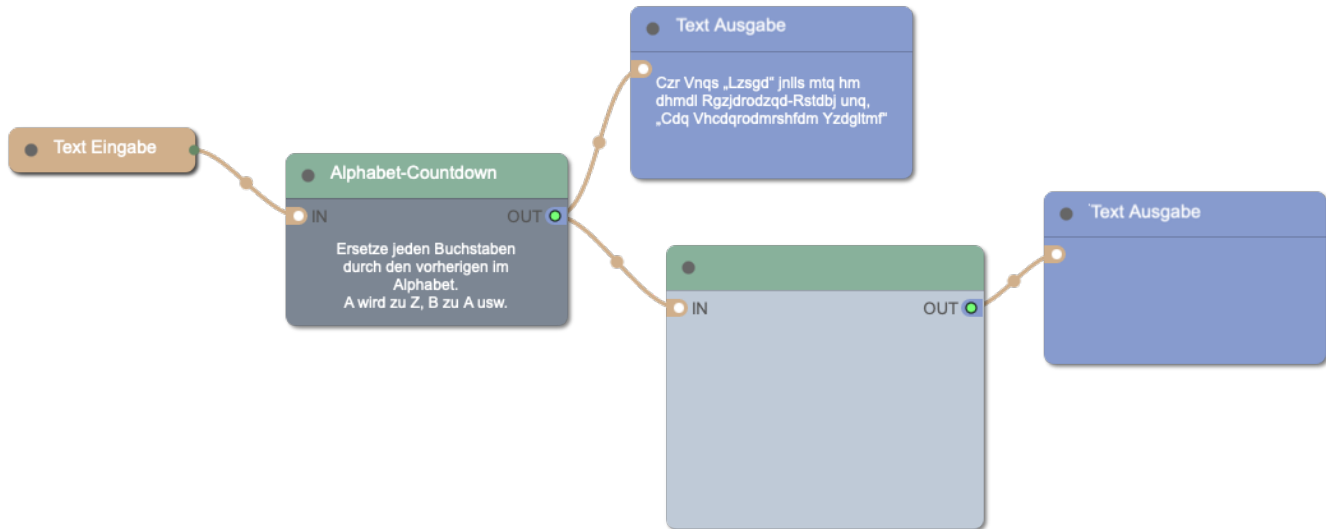 Text Eingabe
Alphabet-Countdown
IN
OUT
Ersetze jeden Buchstaben
durch den vorherigen im
Alphabet.
A wird zu Z, B zu A usw.
Text Ausgabe
Czr Vnqs „Lzsgd“ jnlls mtq hm
dhmdl Rgzjdrodzqd-Rstdbj unq,
„Cdq Vhcdqrodmrshfdm Yzdgltmf“
IN
OUT
Text Ausgabe